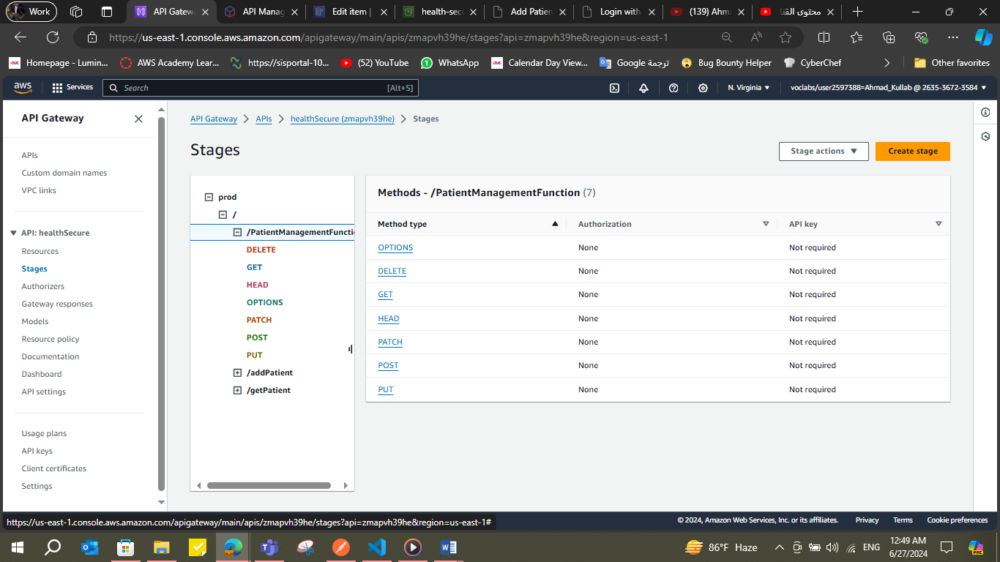 Work
API Gatewa
API Manag
Edit item |
health-sec
Add Patien
Login with
(139) Ahma
محتوى القنا
https://us-east-1.console.aws.amazon.com/apigateway/main/apis/zmapvh39he/stages?api=zmapvh39he&region=us-east-1
Homepage - Lumin...
AWS Academy Lear...
https://sisportal-10...
(52) YouTube
WhatsApp
Calendar Day View...
Google ترجمة
Bug Bounty Helper
CyberChef
Other favorites
aws
Services
Search
[Alt+S]
N. Virginia
voclabs/user2597388=Ahmad_Kullab @ 2635-3672-3584
API Gateway
APIs
Custom domain names
VPC links
API: healthSecure
Resources
Stages
Authorizers
Gateway responses
Models
Resource policy
Documentation
Dashboard
API settings
Usage plans
API keys
Client certificates
Settings
API Gateway
APIs
healthSecure (zmapvh39he)
Stages
Stages
Stage actions
Create stage
prod
/
/PatientManagementFunctio
DELETE
GET
HEAD
OPTIONS
PATCH
POST
PUT
/addPatient
/getPatient
Methods - /PatientManagementFunction (7)
Method type
Authorization
API key
OPTIONS
None
Not required
DELETE
None
Not required
GET
None
Not required
HEAD
None
Not required
PATCH
None
Not required
POST
None
Not required
PUT
None
Not required
https://us-east-1.console.aws.amazon.com/apigateway/main/apis/zmapvh39he/stages?api=zmapvh39he&region=us-east-1#
© 2024, Amazon Web Services, Inc. or its affiliates.
Privacy
Terms
Cookie preferences
86°F Haze
ENG
12:49 AM
6/27/2024
PRE